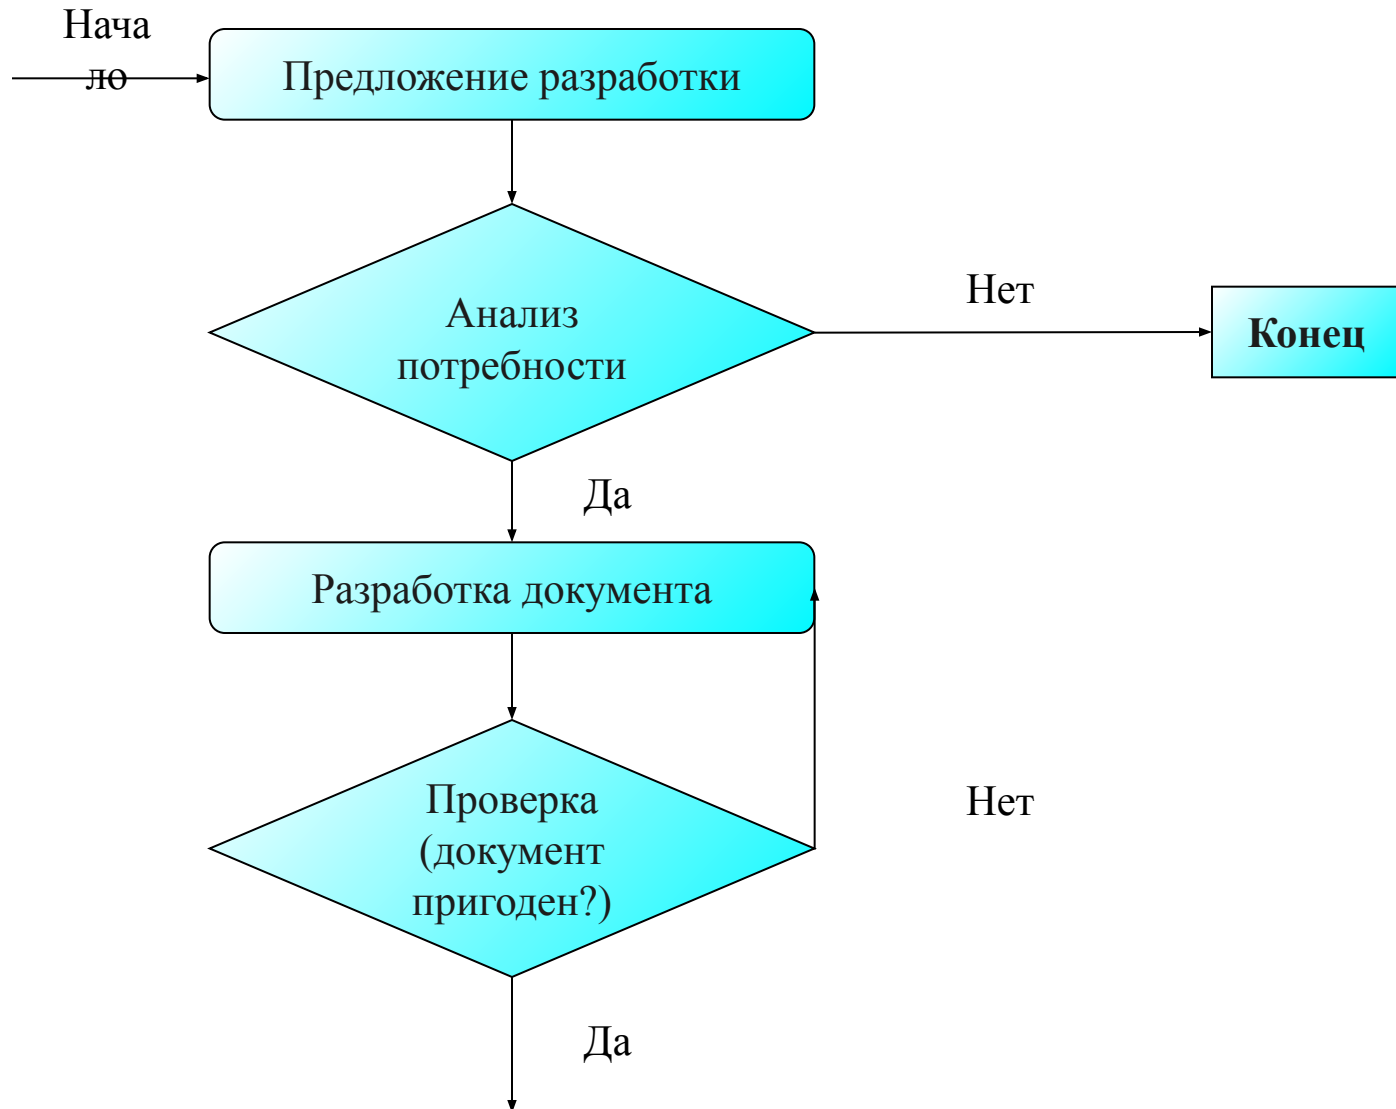 Нача
ло
Предложение разработки
Нет
Анализ
потребности
Конец
Да
Разработка документа
Проверка
(документ
пригоден?)
Нет
Да